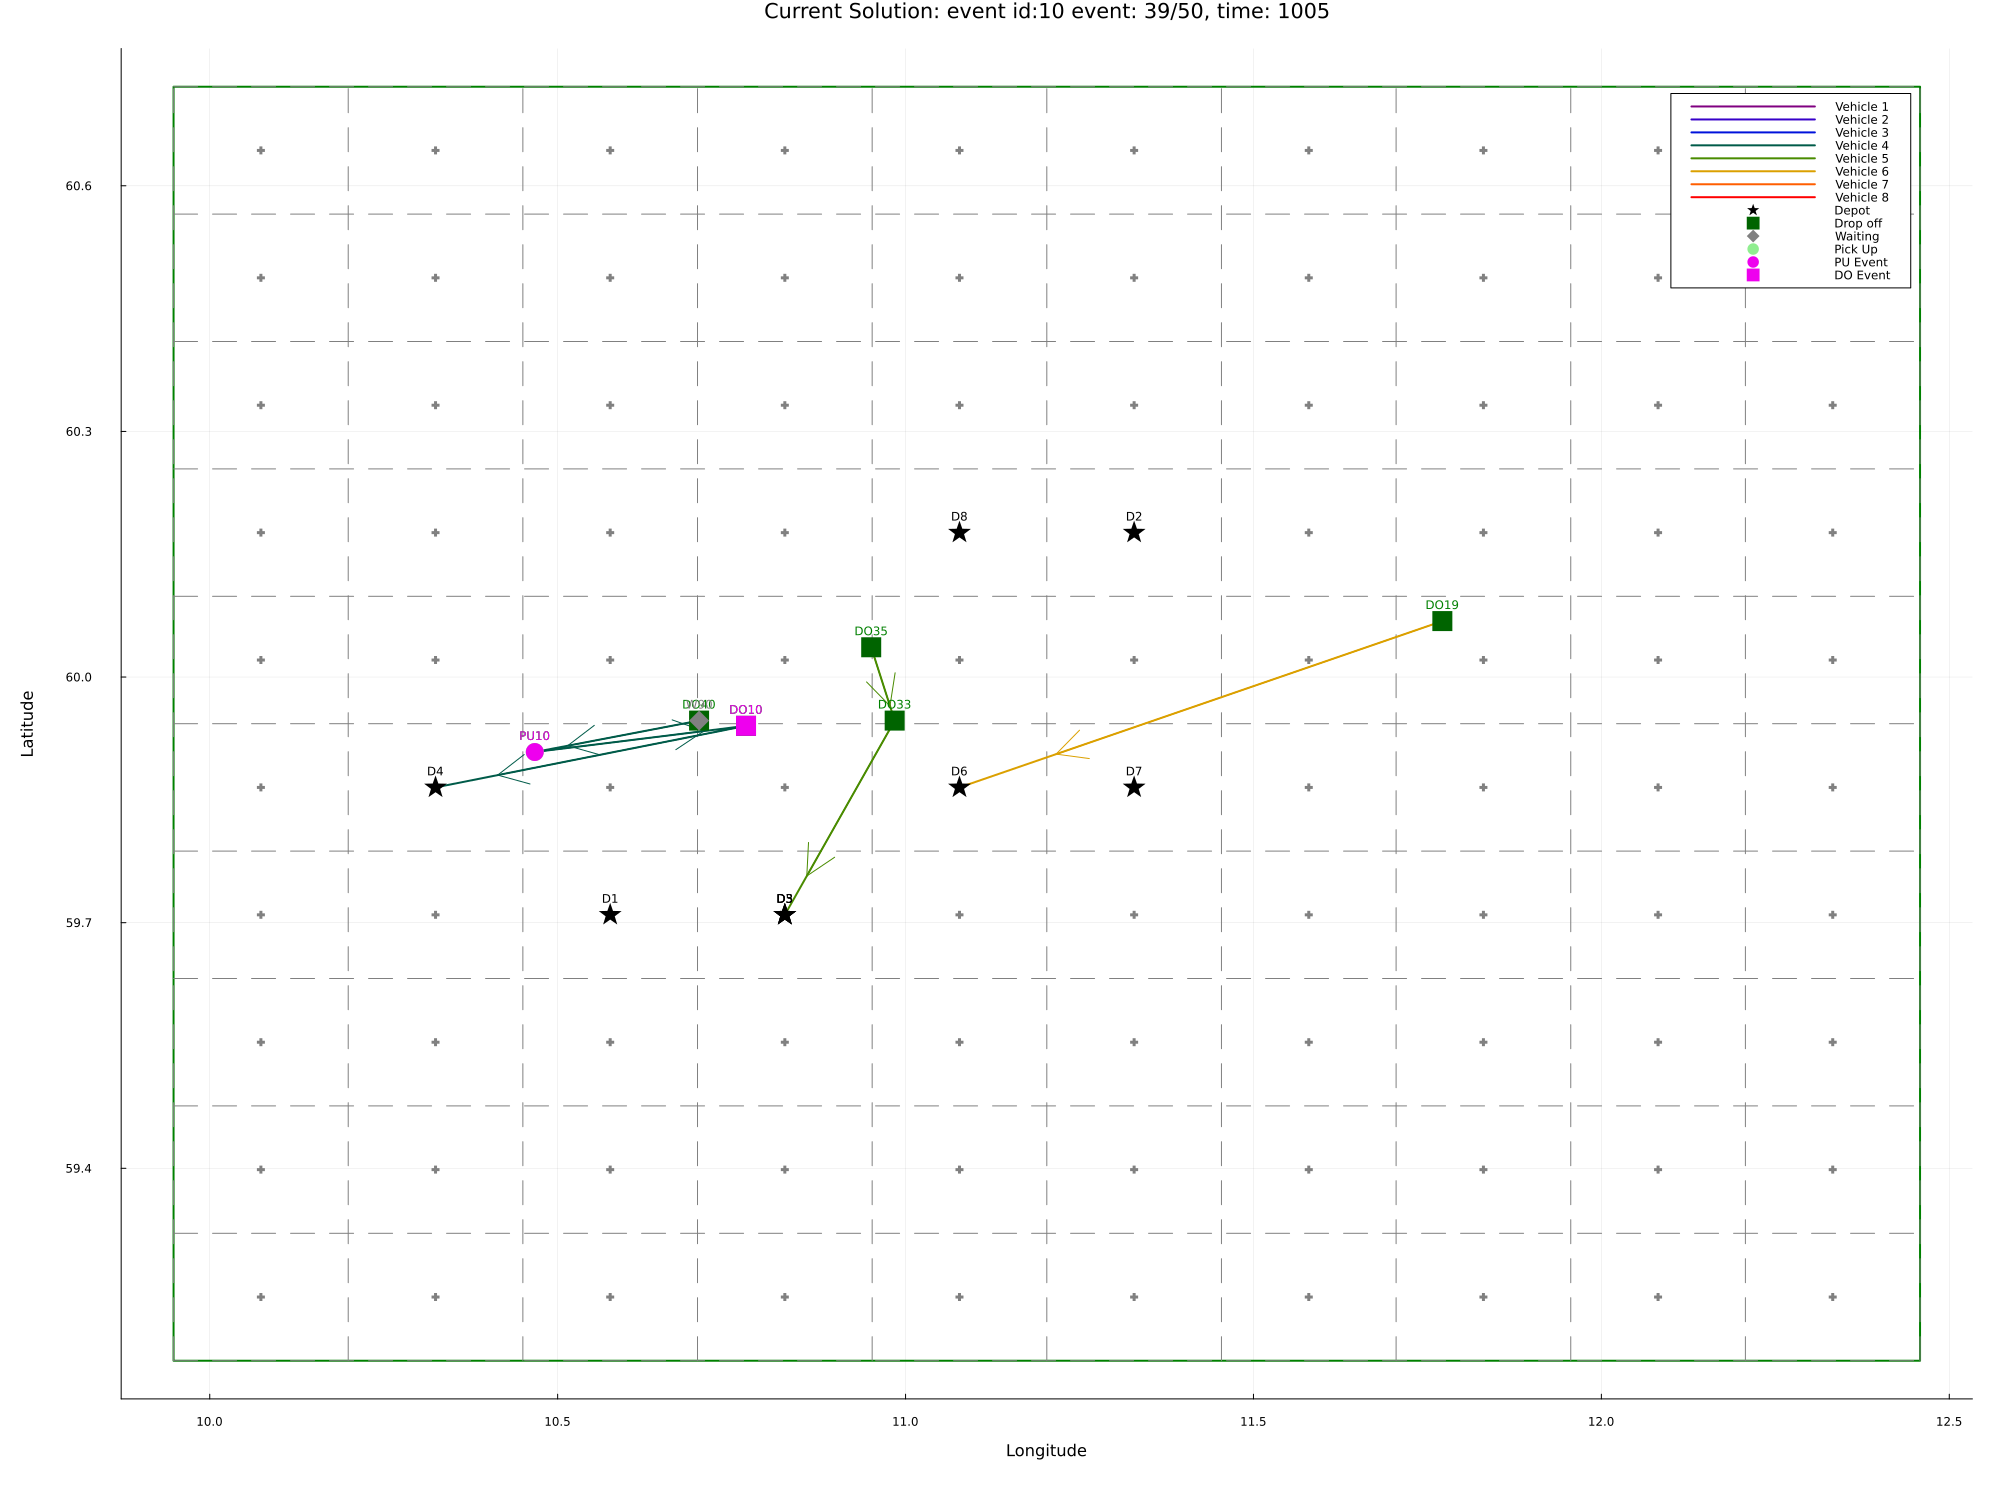 Current Solution: event id:10 event: 39/50, time: 1005
Vehicle 1
Vehicle 2
Vehicle 3
Vehicle 4
Vehicle 5
Vehicle 6
Vehicle 7
Vehicle 8
Depot
Drop off
Waiting
Pick Up
PU Event
DO Event
60.6
60.3
60.0
59.7
59.4
Latitude
D8
D2
DO19
DO35
DO40
DO10
DO33
PU10
D4
D6
D7
D1
10.0
10.5
11.0
11.5
12.0
12.5
Longitude